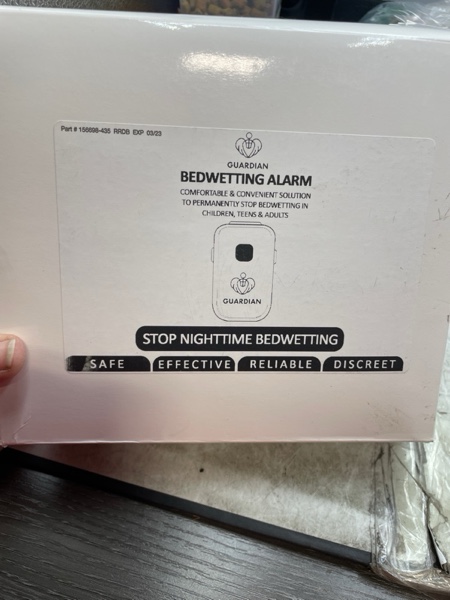 Part # 156698-435 RRDB EXP 03/23
GUARDIAN
BEDWETTING ALARM
COMFORTABLE & CONVENIENT SOLUTION
TO PERMANENTLY STOP BEDWETTING IN
CHILDREN, TEENS & ADULTS
GUARDIAN
STOP NIGHTTIME BEDWETTING
SAFE EFFECTIVE RELIABLE DISCREET